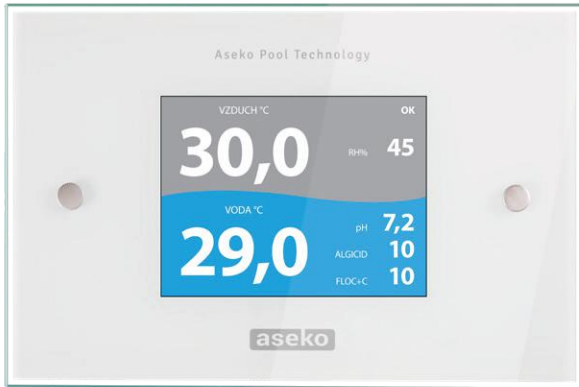 Aseko Pool Technology
VZDUCH °C
OK
30,0
RH% 45
VODA °C
29,0
pH 7,2
ALGICID 10
FLOC+C 10
aseko